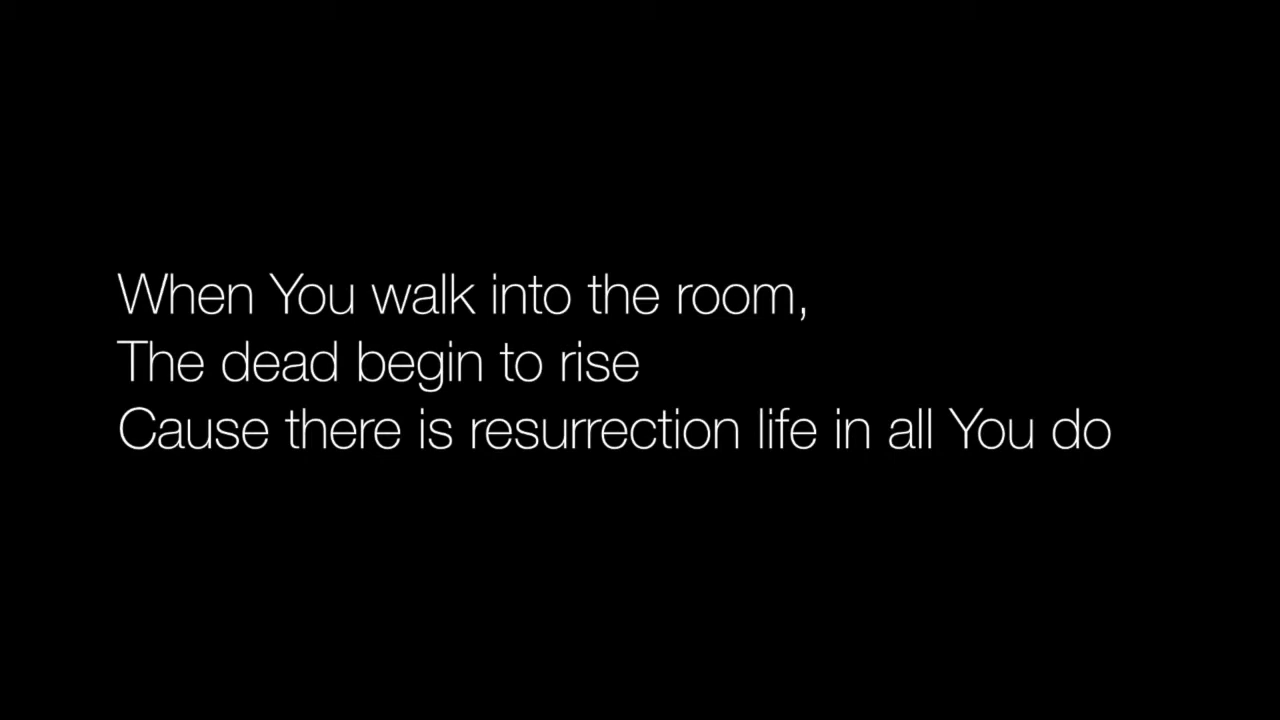 When You walk into the room,
The dead begin to rise
Cause there is resurrection life in all You do